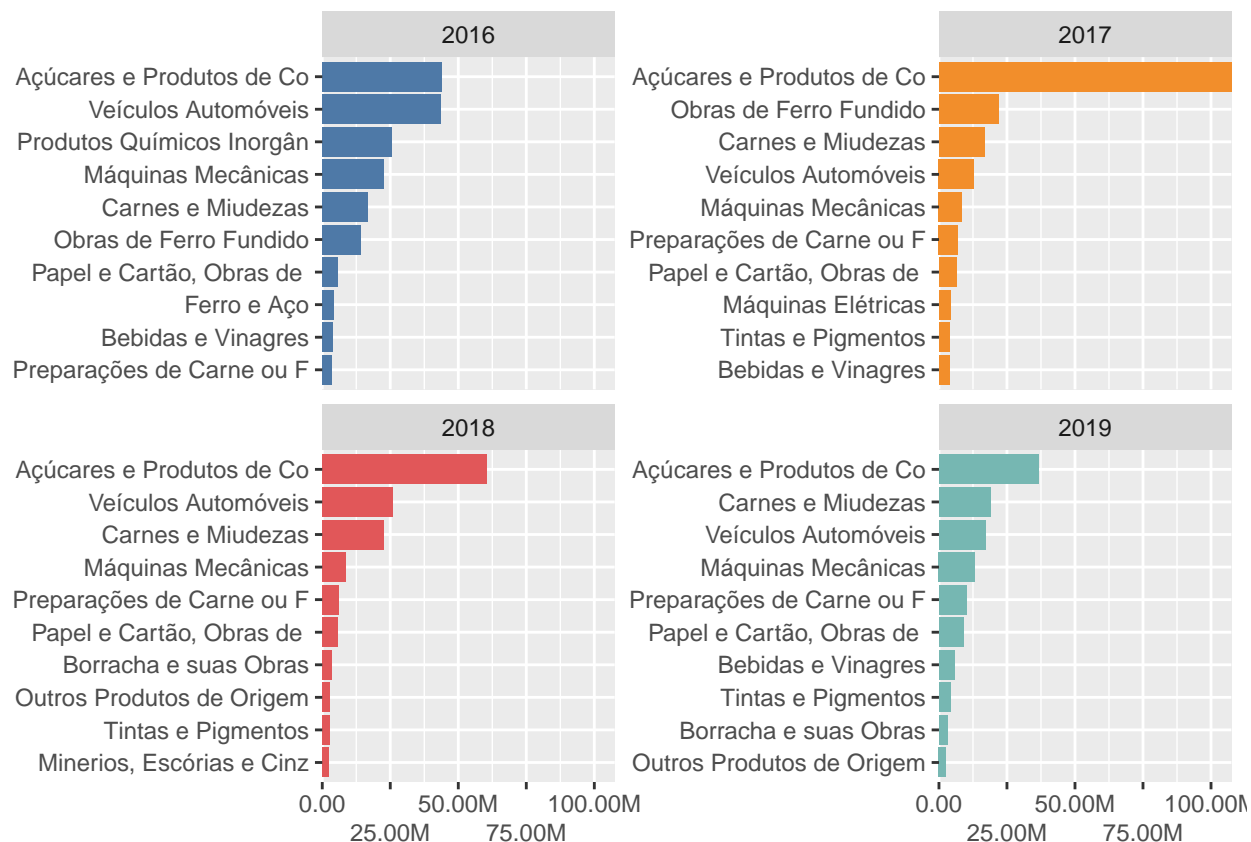 2016
Açúcares e Produtos de Co
Veículos Automóveis
Produtos Químicos Inorgân
Máquinas Mecânicas
Carnes e Miudezas
Obras de Ferro Fundido
Papel e Cartão, Obras de
Ferro e Aço
Bebidas e Vinagres
Preparações de Carne ou F
2017
Açúcares e Produtos de Co
Obras de Ferro Fundido
Carnes e Miudezas
Veículos Automóveis
Máquinas Mecânicas
Preparações de Carne ou F
Papel e Cartão, Obras de
Máquinas Elétricas
Tintas e Pigmentos
Bebidas e Vinagres
2018
Açúcares e Produtos de Co
Veículos Automóveis
Carnes e Miudezas
Máquinas Mecânicas
Preparações de Carne ou F
Papel e Cartão, Obras de
Borracha e suas Obras
Outros Produtos de Origem
Tintas e Pigmentos
Minerios, Escórias e Cinz
0.00 50.00M 100.00M
25.00M 75.00M
2019
Açúcares e Produtos de Co
Carnes e Miudezas
Veículos Automóveis
Máquinas Mecânicas
Preparações de Carne ou F
Papel e Cartão, Obras de
Bebidas e Vinagres
Tintas e Pigmentos
Borracha e suas Obras
Outros Produtos de Origem
0.00 50.00M 100.00M
25.00M 75.00M